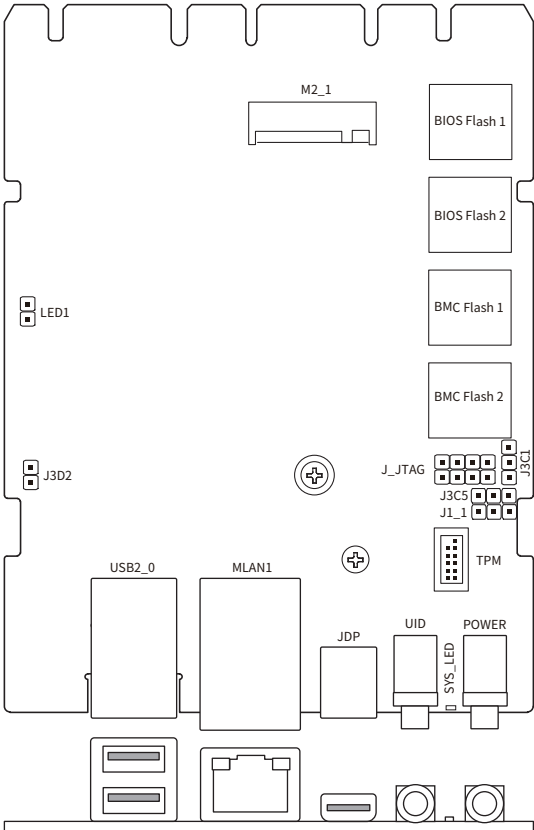 M2_1
BIOS Flash 1
BIOS Flash 2
BMC Flash 1
LED1
BMC Flash 2
J3C1
J_JTAG
J3D2
J3C5
J1_1
TPM
USB2_0
MLAN1
UID
POWER
JDP
SYS_LED